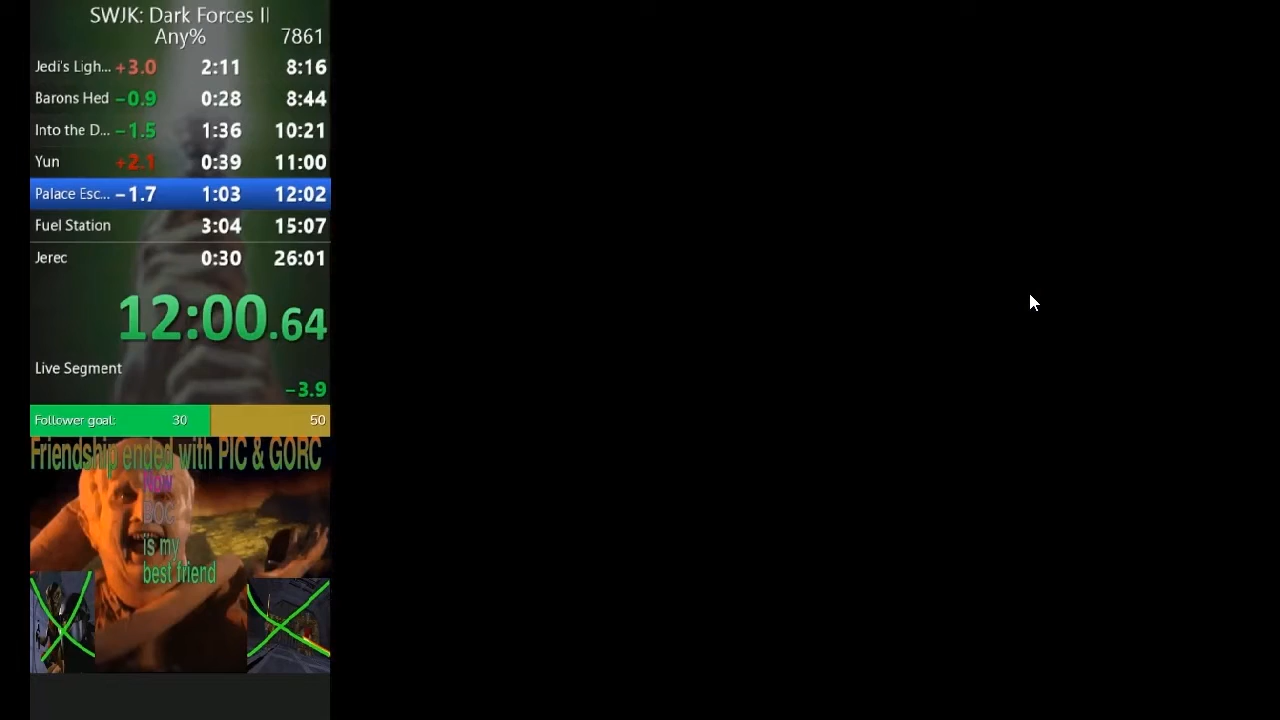 SWJK: Dark Forces II
Any% 7861
Jedi's Ligh... +3.0 2:11 8:16
Barons Hed −0.9 0:28 8:44
Into the D... −1.5 1:36 10:21
Yun +2.1 0:39 11:00
Palace Esc... −1.7 1:03 12:02
Fuel Station 3:04 15:07
Jerec 0:30 26:01
12:00.64
Live Segment
−3.9
Follower goal: 30 50
Friendship ended with PIC & GORC
Now
BOC
is my
best friend